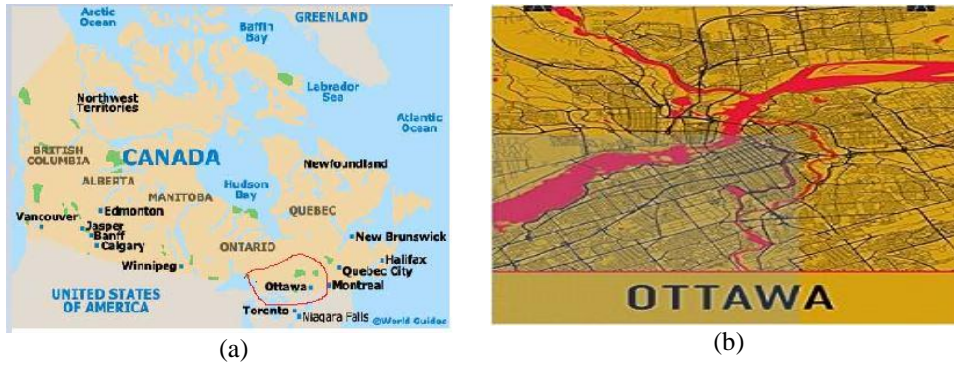 Arctic
Ocean
Baffin
Bay
GREENLAND
Labrador
Sea
Northwest
Territories
Atlantic
Ocean
BRITISH
COLUMBIA
CANADA
Newfoundland
ALBERTA
MANITOBA
Hudson
Bay
QUEBEC
Vancouver
Edmonton
Jasper
Banff
Calgary
ONTARIO
New Brunswick
Winnipeg
Halifax
Quebec City
Ottawa
Montreal
UNITED STATES
OF AMERICA
Toronto
Niagara Falls
©World Guides
(a)
OTTAWA
(b)